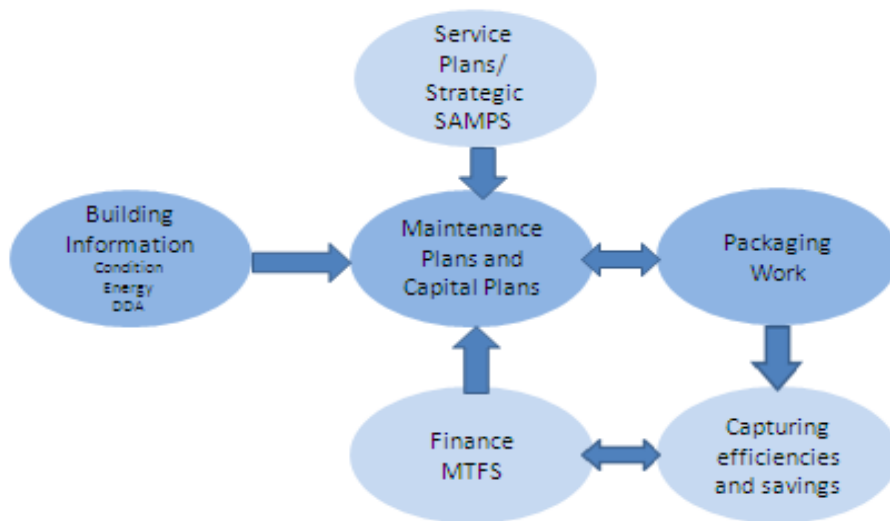 Service
Plans/
Strategic
SAMPS
Building
Information
Condition
Energy
DDA
Maintenance
Plans and
Capital Plans
Packaging
Work
Finance
MTFS
Capturing
efficiencies
and savings